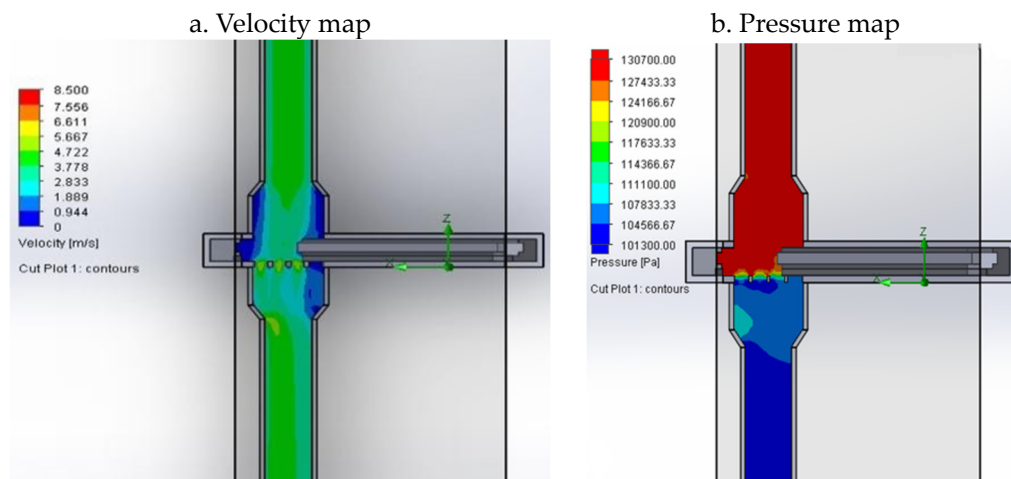 a. Velocity map
8.500
7.556
6.611
5.667
4.722
3.778
2.833
1.889
0.944
0
Velocity [m/s]
Cut Plot 1: contours
Z
X
b. Pressure map
130700.00
127433.33
124166.67
120900.00
117633.33
114366.67
111100.00
107833.33
104566.67
101300.00
Pressure [Pa]
Cut Plot 1: contours
Z
X